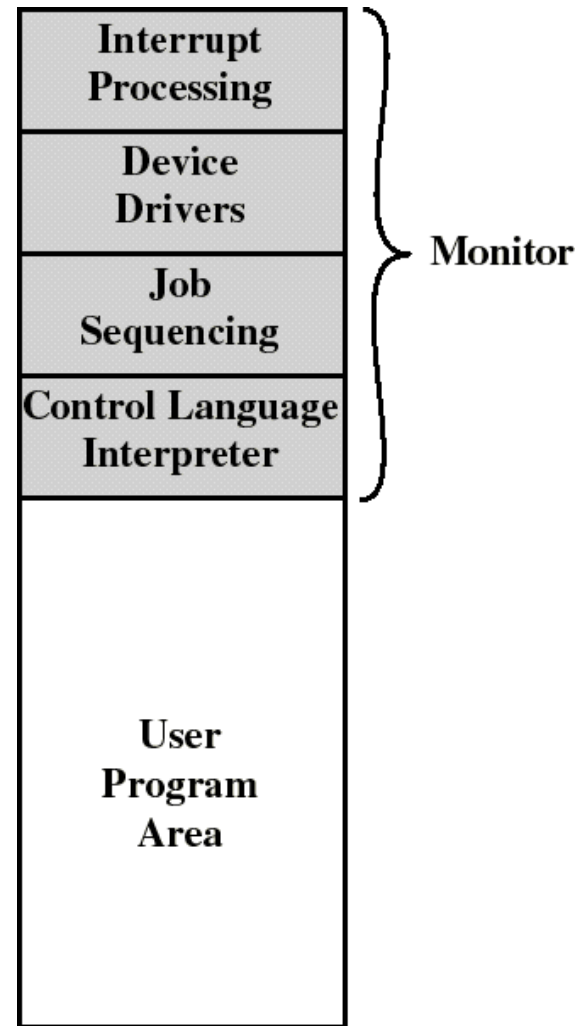 Interrupt
Processing
Device
Drivers
Job
Sequencing
Control Language
Interpreter
Monitor
User
Program
Area